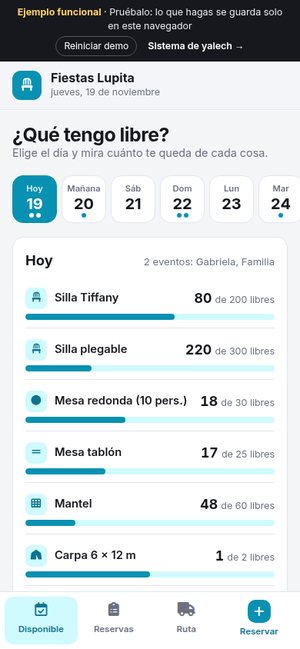 Ejemplo funcional · Pruébalo: lo que hagas se guarda solo
en este navegador
Reiniciar demo
Sistema de yalech →
Fiestas Lupita
jueves, 19 de noviembre
¿Qué tengo libre?
Elige el día y mira cuánto te queda de cada cosa.
Hoy Mañana Sáb Dom Lun Mar
19 20 21 22 23 24
Hoy
2 eventos: Gabriela, Familia
Silla Tiffany 80 de 200 libres
Silla plegable 220 de 300 libres
Mesa redonda (10 pers.) 18 de 30 libres
Mesa tablón 17 de 25 libres
Mantel 48 de 60 libres
Carpa 6 × 12 m 1 de 2 libres
Disponible Reservas Ruta Reservar